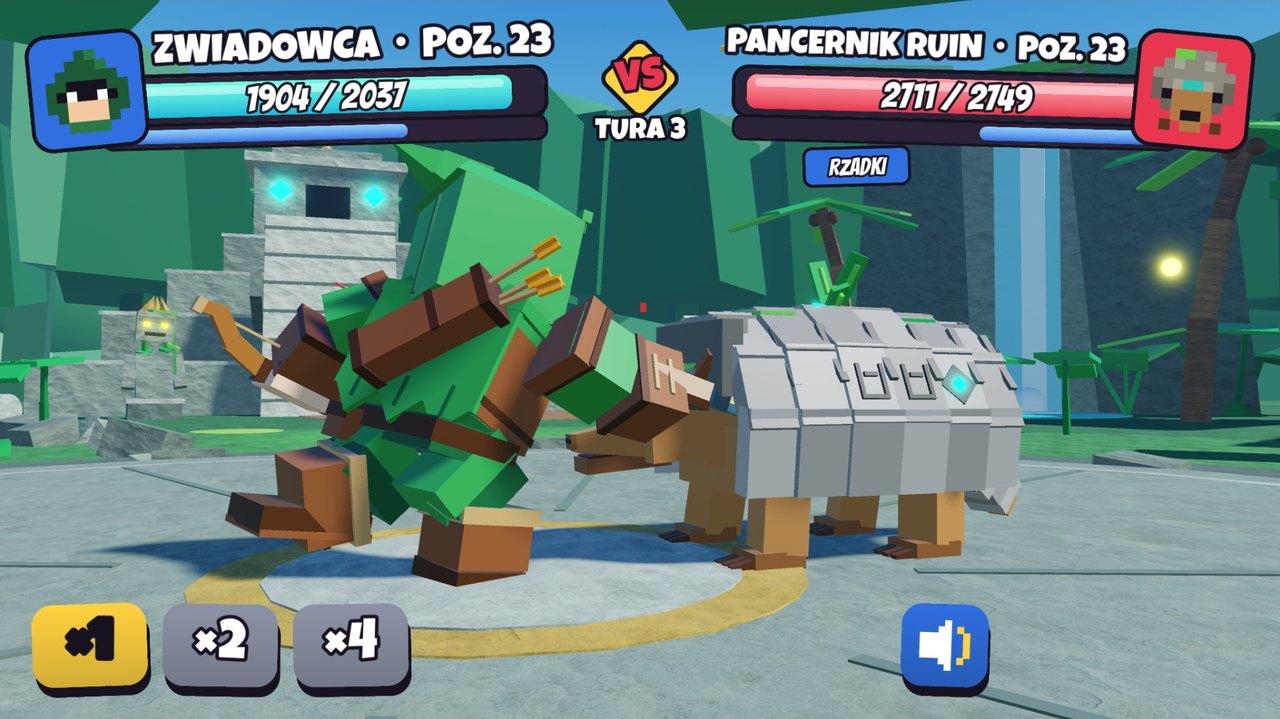 ZWIADOWCA • POZ. 23
1904 / 2037
VS
TURA 3
PANCERNIK RUIN • POZ. 23
2711 / 2749
RZADKI
×1
×2
×4